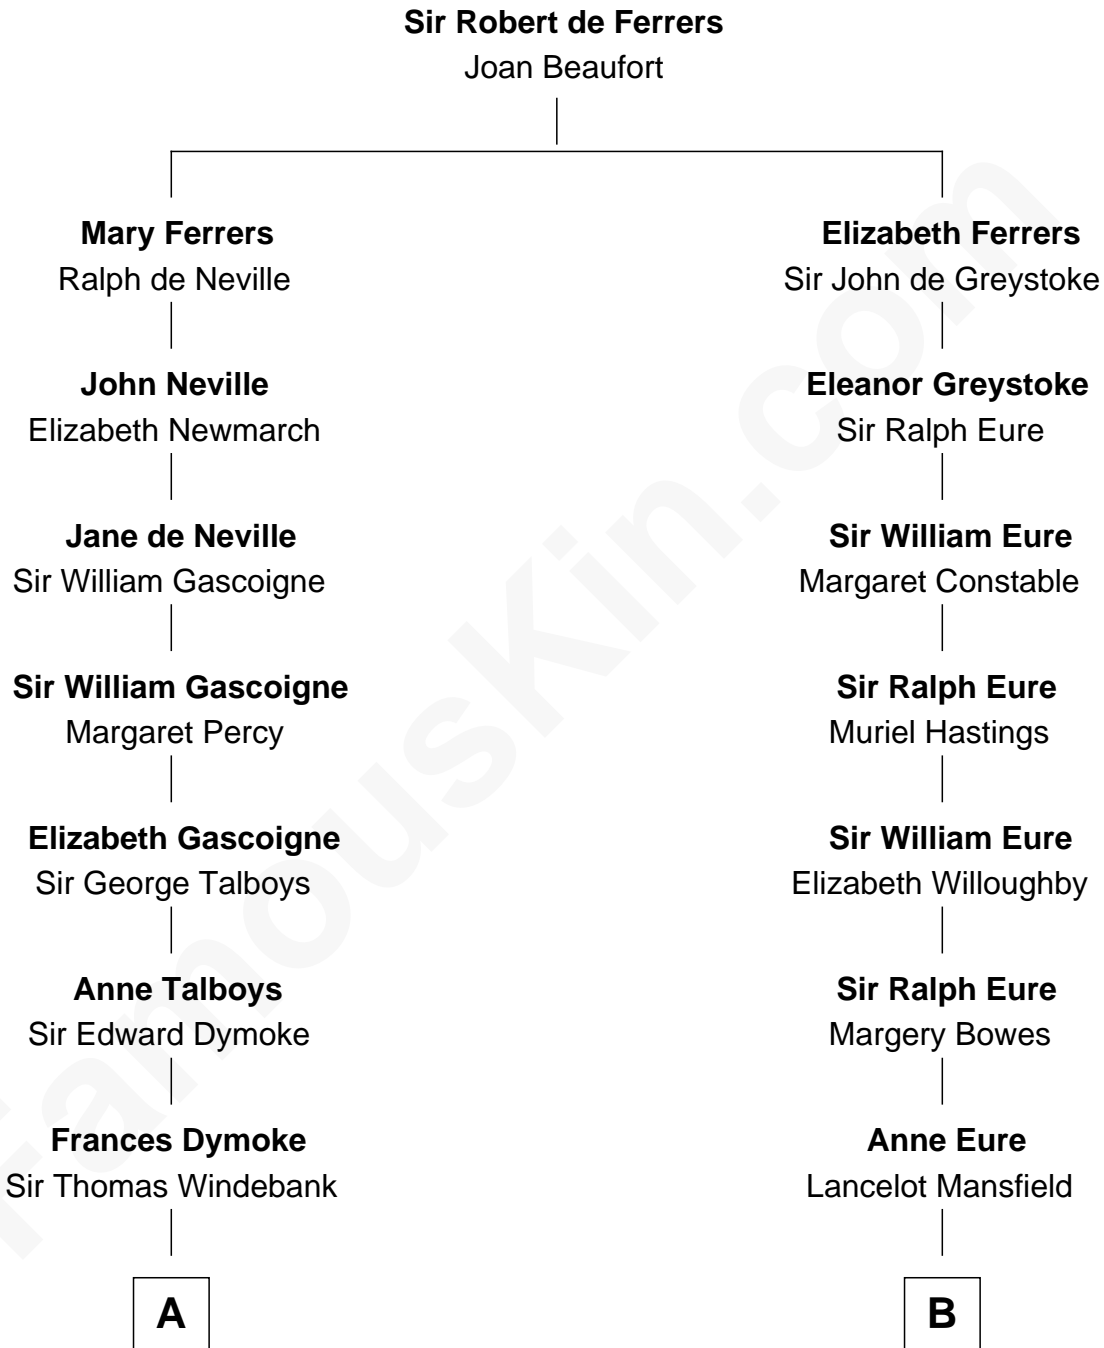 Sir Robert de Ferrers
Joan Beaufort
Mary Ferrers
Ralph de Neville
John Neville
Elizabeth Newmarch
Jane de Neville
Sir William Gascoigne
Sir William Gascoigne
Margaret Percy
Elizabeth Gascoigne
Sir George Talboys
Anne Talboys
Sir Edward Dymoke
Frances Dymoke
Sir Thomas Windebank
A
Elizabeth Ferrers
Sir John de Greystoke
Eleanor Greystoke
Sir Ralph Eure
Sir William Eure
Margaret Constable
Sir Ralph Eure
Muriel Hastings
Sir William Eure
Elizabeth Willoughby
Sir Ralph Eure
Margery Bowes
Anne Eure
Lancelot Mansfield
B
FamousKin.com